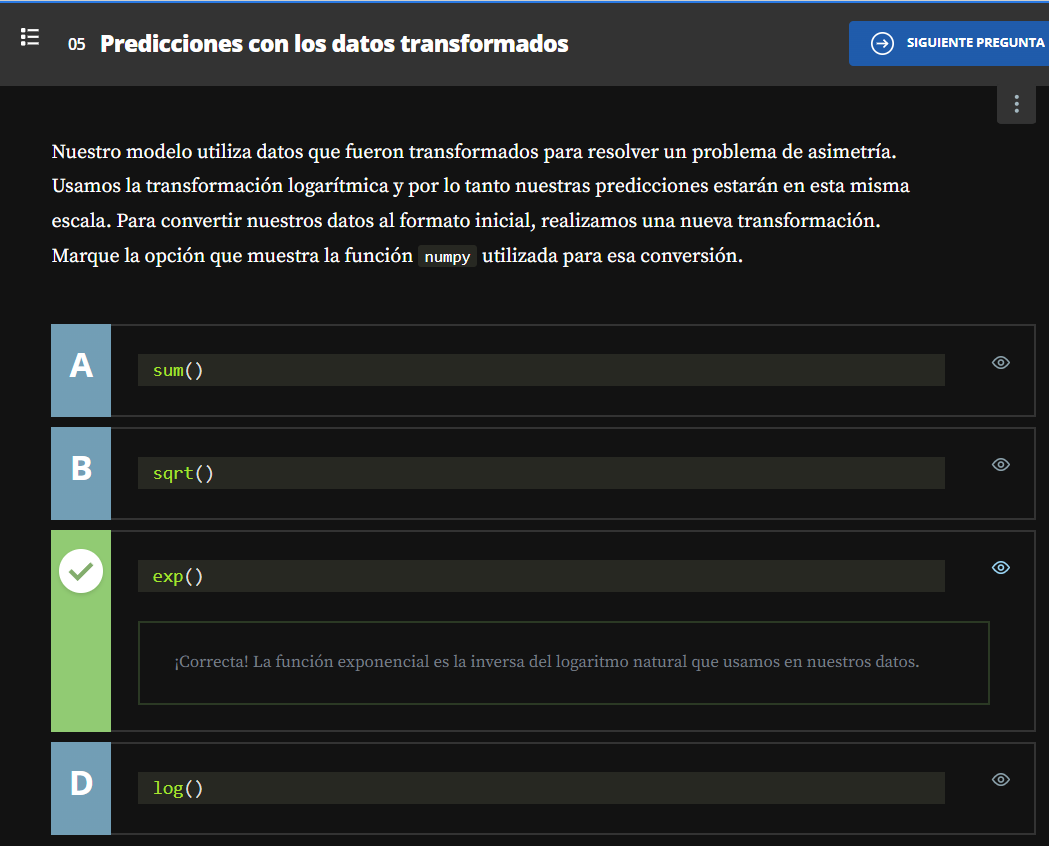 05 Predicciones con los datos transformados
SIGUIENTE PREGUNTA
Nuestro modelo utiliza datos que fueron transformados para resolver un problema de asimetría.
Usamos la transformación logarítmica y por lo tanto nuestras predicciones estarán en esta misma
escala. Para convertir nuestros datos al formato inicial, realizamos una nueva transformación.
Marque la opción que muestra la función numpy utilizada para esa conversión.
A
sum()
B
sqrt()
exp()
¡Correcta! La función exponencial es la inversa del logaritmo natural que usamos en nuestros datos.
D
log()